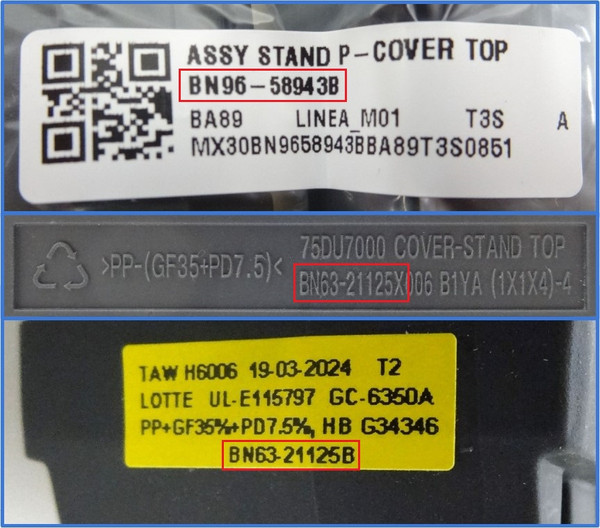 ASSY STAND P-COVER TOP
BN96-58943B
BA89 LINEA_M01 T3S A
MX30BN9658943BBA89T3S0851
75DU7000 COVER-STAND TOP
>PP-(GF35+PD7.5)<
BN63-21125X006 B1YA (1X1X4)-4
TAW H6006 19-03-2024 T2
LOTTE UL-E115797 GC-6350A
PP+GF35%+PD7.5%, HB G34346
BN63-21125B